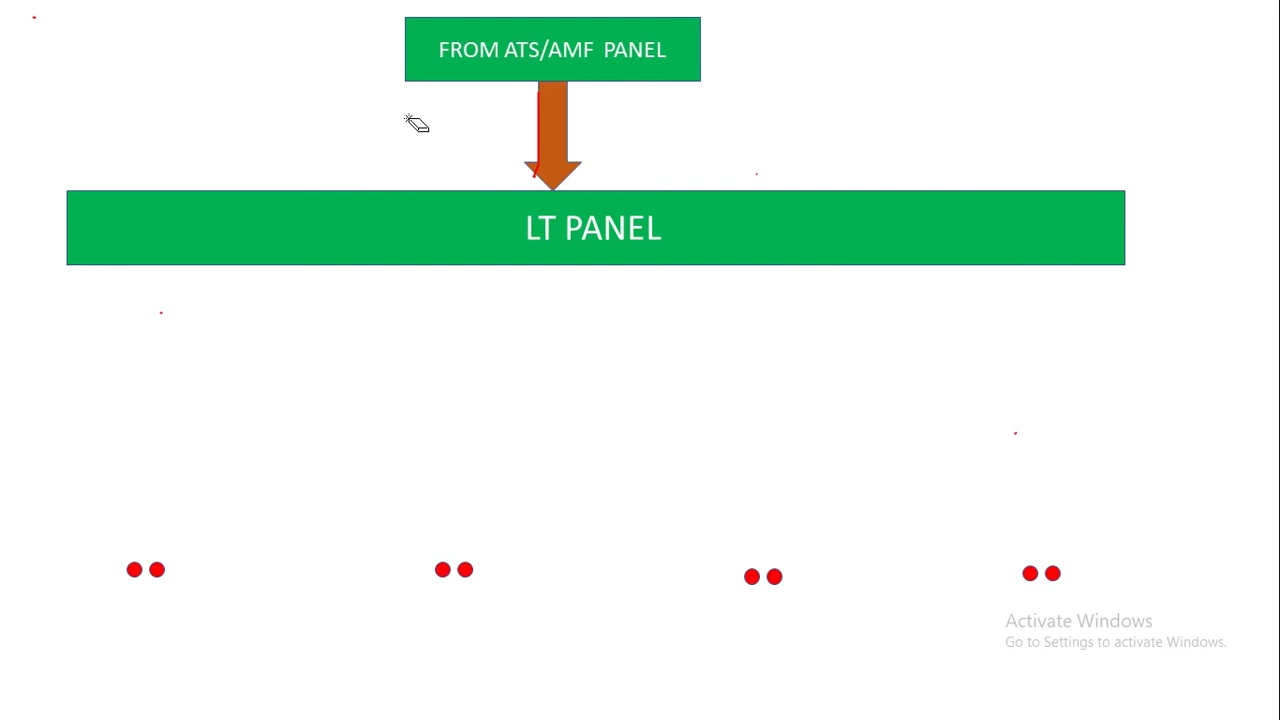 FROM ATS/AMF PANEL
LT PANEL
Activate Windows
Go to Settings to activate Windows.